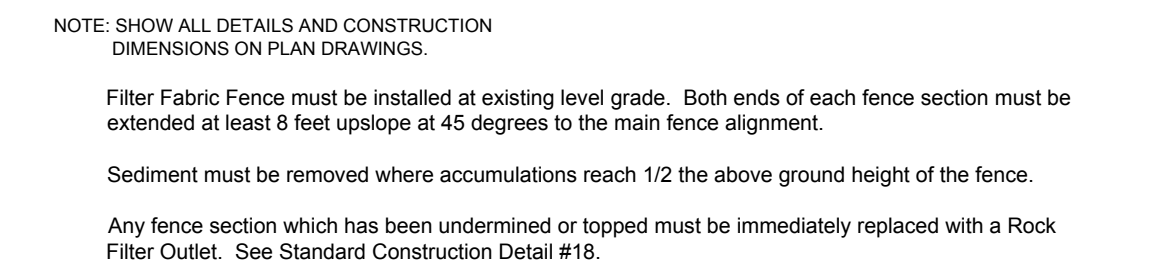 NOTE: SHOW ALL DETAILS AND CONSTRUCTION
DIMENSIONS ON PLAN DRAWINGS.
Filter Fabric Fence must be installed at existing level grade.  Both ends of each fence section must be
extended at least 8 feet upslope at 45 degrees to the main fence alignment.
Sediment must be removed where accumulations reach 1/2 the above ground height of the fence.
Any fence section which has been undermined or topped must be immediately replaced with a Rock
Filter Outlet.  See Standard Construction Detail #18.